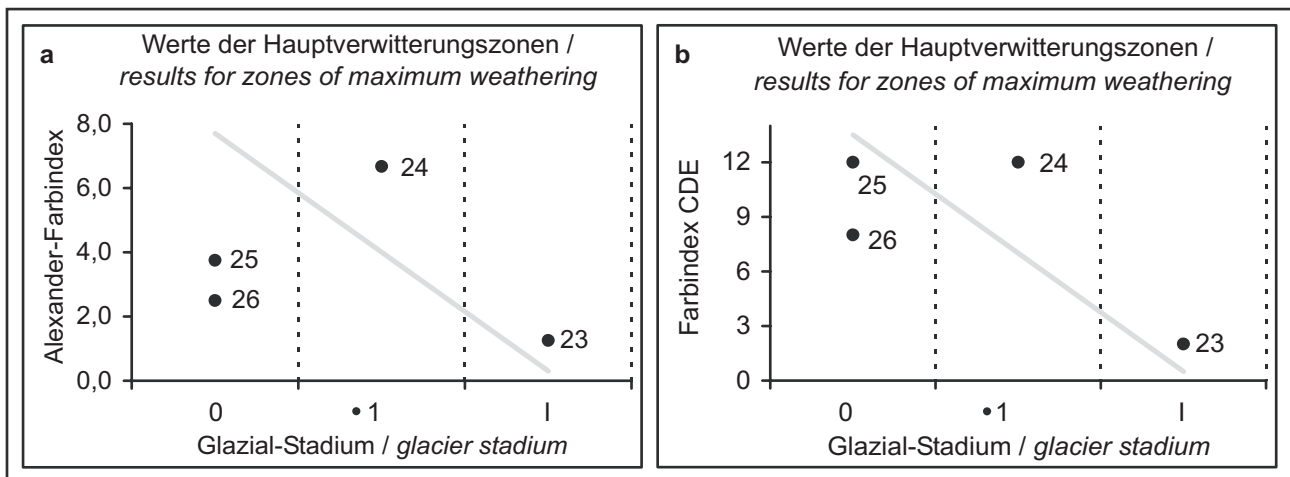 a
Werte der Hauptverwitterungszonen /
results for zones of maximum weathering
Alexander-Farbindex
8,0
6,0
4,0
2,0
0,0
24
25
26
23
0
•1
I
Glazial-Stadium / glacier stadium
b
Werte der Hauptverwitterungszonen /
results for zones of maximum weathering
Farbindex CDE
12
9
6
3
0
25
24
26
23
0
•1
I
Glazial-Stadium / glacier stadium